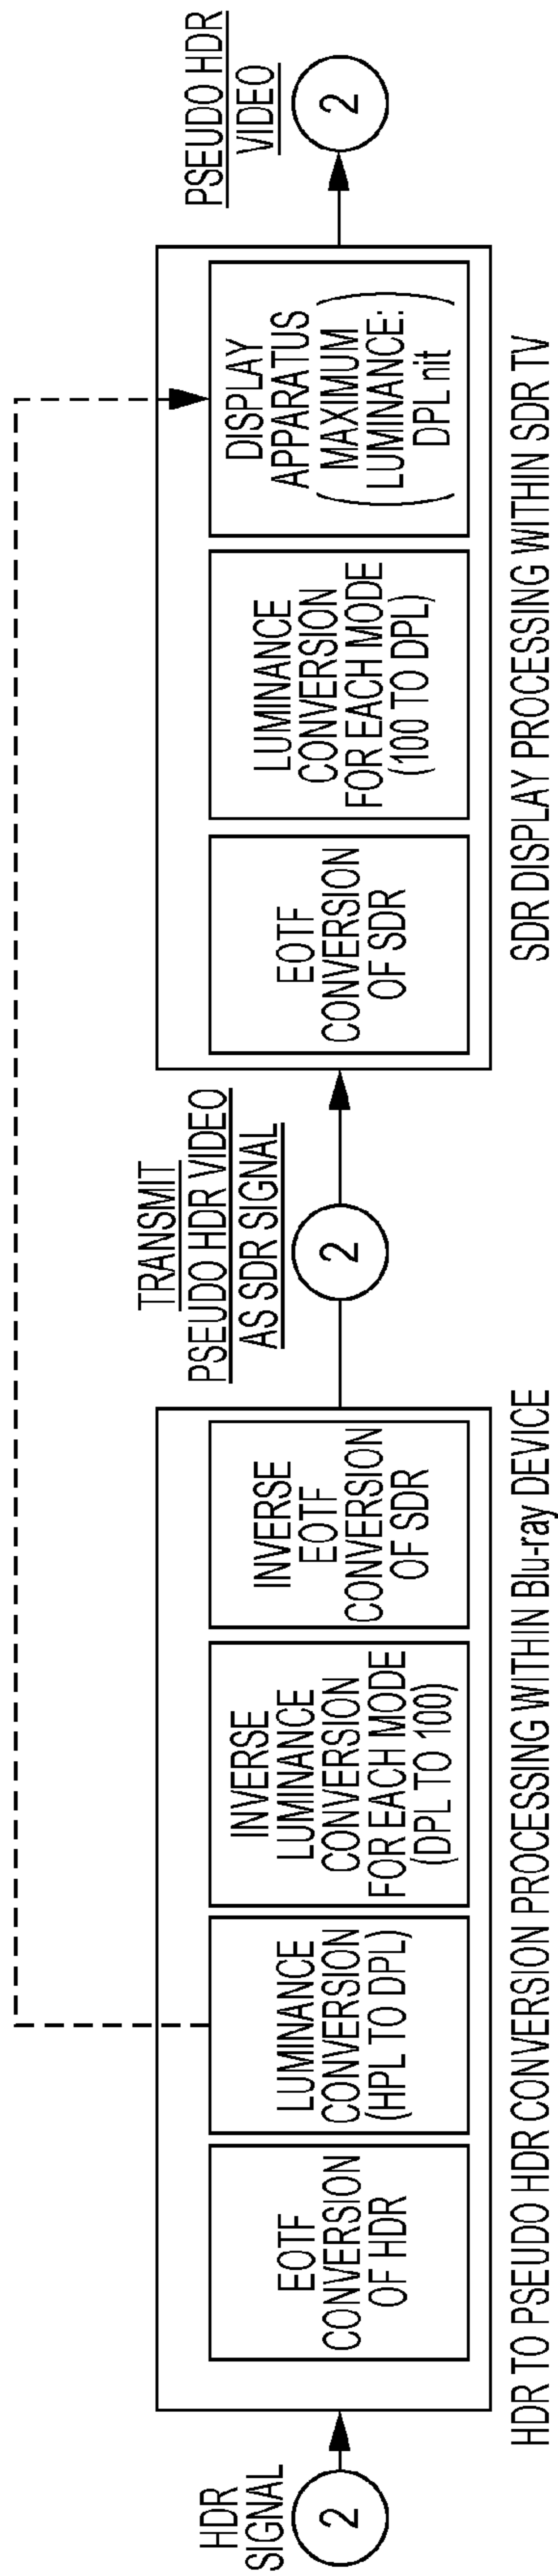 HDR
SIGNAL
2
EOTF
CONVERSION
OF HDR
LUMINANCE
CONVERSION
(HPL TO DPL)
INVERSE
LUMINANCE
CONVERSION
FOR EACH MODE
(DPL TO 100)
INVERSE
EOTF
CONVERSION
OF SDR
HDR TO PSEUDO HDR CONVERSION PROCESSING WITHIN Blu-ray DEVICE
TRANSMIT
PSEUDO HDR VIDEO
AS SDR SIGNAL
2
EOTF
CONVERSION
OF SDR
LUMINANCE
CONVERSION
FOR EACH MODE
(100 TO DPL)
DISPLAY
APPARATUS
(MAXIMUM
LUMINANCE:
DPL nit)
SDR DISPLAY PROCESSING WITHIN SDR TV
PSEUDO HDR
VIDEO
2